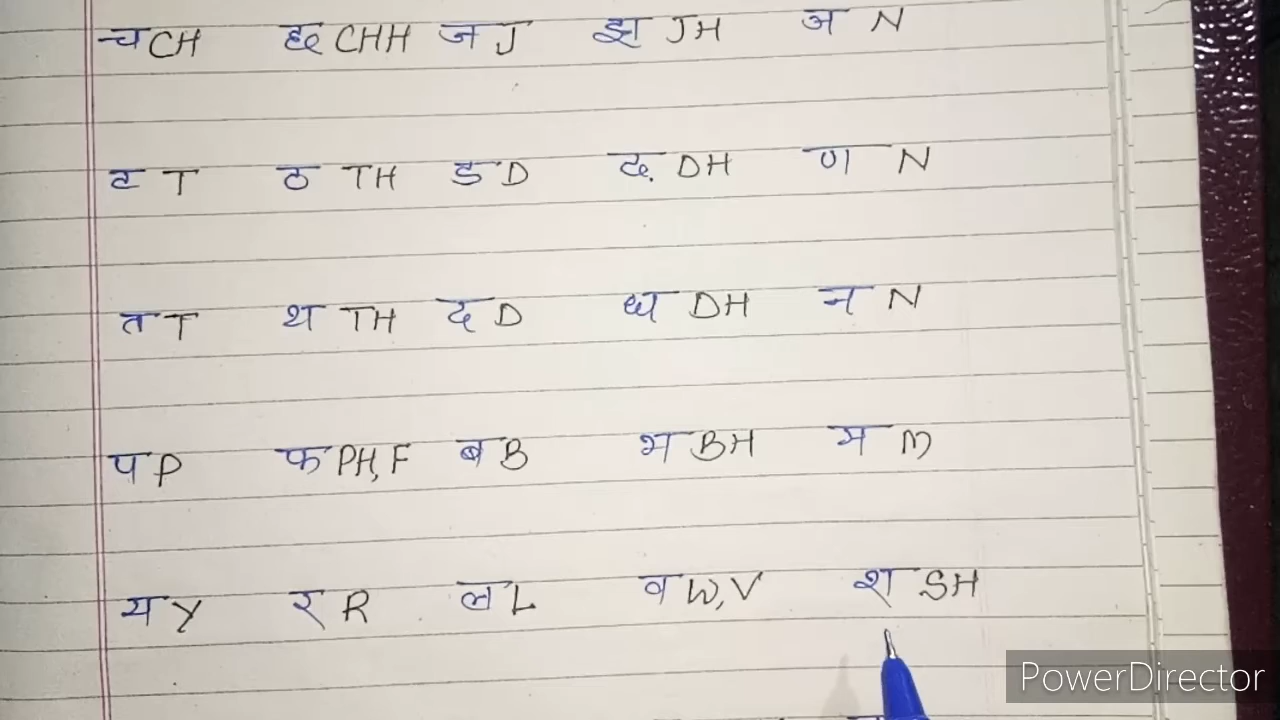 च CH छ CHH ज J झ JH ञ N
ट T ठ TH ड D ढ DH ण N
त T थ TH द D ध DH न N
प P फ PH,F ब B भ BH म M
य Y र R ल L व W,V श SH
PowerDirector